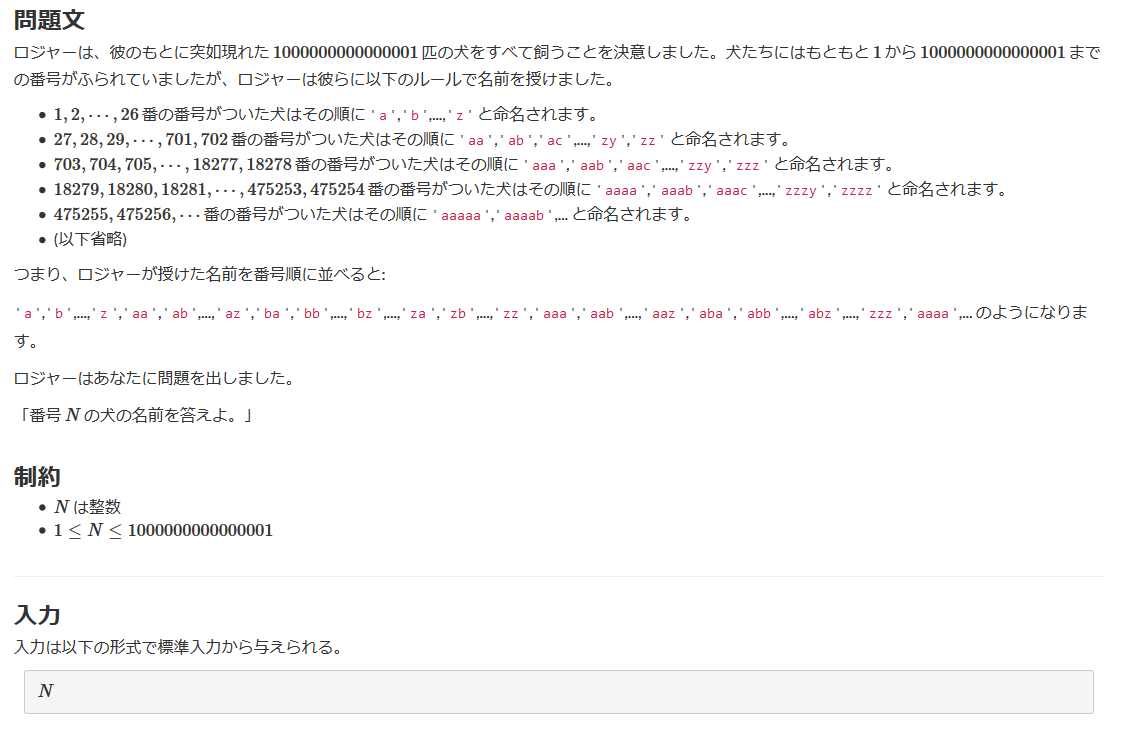 問題文
ロジャーは、彼のもとに突如現れた 1000000000000001 匹の犬をすべて飼うことを決意しました。犬たちにはもともと 1 から 1000000000000001 まで
の番号がふられていましたが、ロジャーは彼らに以下のルールで名前を授けました。
• 1, 2, ⋯, 26 番の番号がついた犬はその順に 'a','b',...,'z' と命名されます。
• 27, 28, 29, ⋯, 701, 702 番の番号がついた犬はその順に 'aa','ab','ac',...,'zy','zz' と命名されます。
• 703, 704, 705, ⋯, 18277, 18278 番の番号がついた犬はその順に 'aaa','aab','aac',...,'zzy','zzz' と命名されます。
• 18279, 18280, 18281, ⋯, 475253, 475254 番の番号がついた犬はその順に 'aaaa','aaab','aaac',...,'zzzy','zzzz' と命名されます。
• 475255, 475256, ⋯ 番の番号がついた犬はその順に 'aaaaa','aaaab',... と命名されます。
• (以下省略)
つまり、ロジャーが授けた名前を番号順に並べると:
'a','b',...,'z','aa','ab',...,'az','ba','bb',...,'bz',...,'za','zb',...,'zz','aaa','aab',...,'aaz','aba','abb',...,'abz',...,'zzz','aaaa',... のようになりま
す。
ロジャーはあなたに問題を出しました。
「番号 N の犬の名前を答えよ。」
制約
• N は整数
• 1 ≤ N ≤ 1000000000000001
入力
入力は以下の形式で標準入力から与えられる。
N